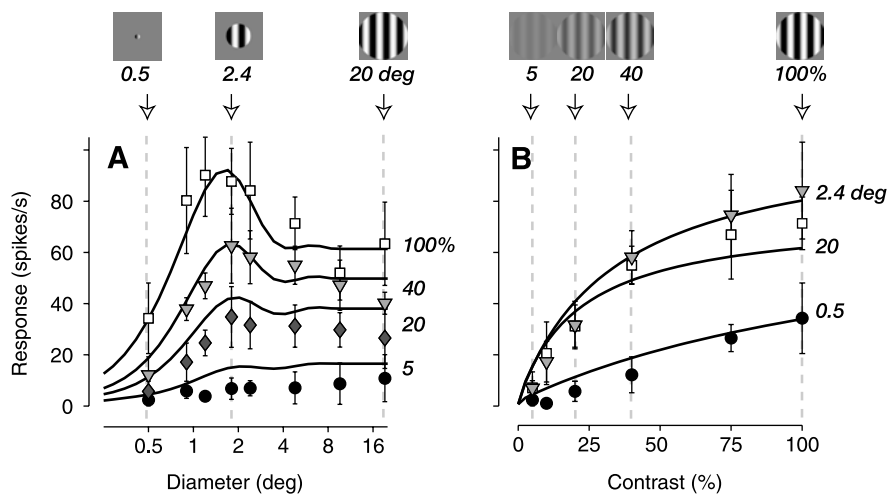 0.5 2.4 20 deg 5 20 40 100%
A B
Response (spikes/s)
80
60
40
20
0
100%
40
20
5
2.4 deg
20
0.5
0.5 1 2 4 8 16
0 25 50 75 100
Diameter (deg) Contrast (%)